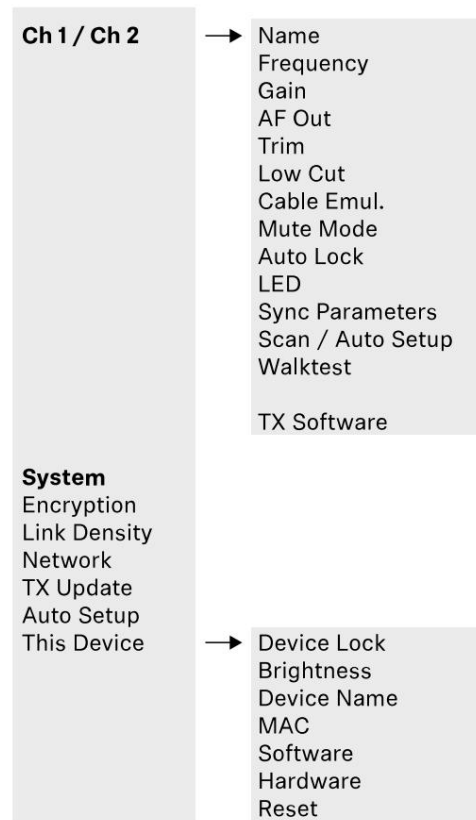 Ch 1 / Ch 2
Name
Frequency
Gain
AF Out
Trim
Low Cut
Cable Emul.
Mute Mode
Auto Lock
LED
Sync Parameters
Scan / Auto Setup
Walktest
TX Software
System
Encryption
Link Density
Network
TX Update
Auto Setup
This Device
Device Lock
Brightness
Device Name
MAC
Software
Hardware
Reset